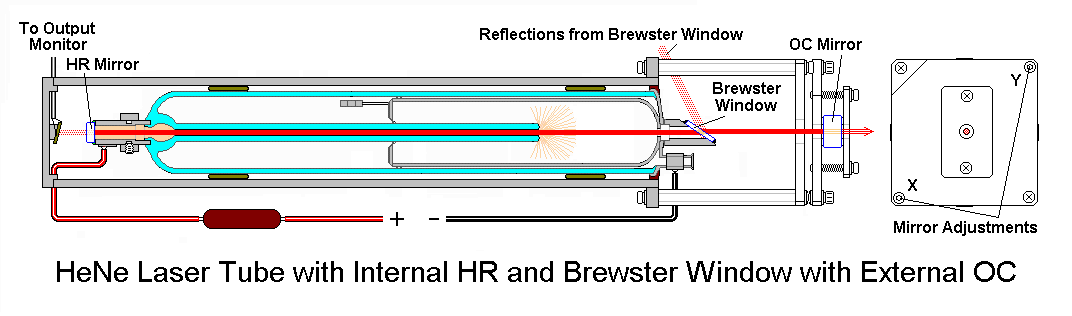 To Output
Monitor
HR Mirror
Reflections from Brewster Window
OC Mirror
Brewster
Window
Y
X
Mirror Adjustments
+ -
HeNe Laser Tube with Internal HR and Brewster Window with External OC